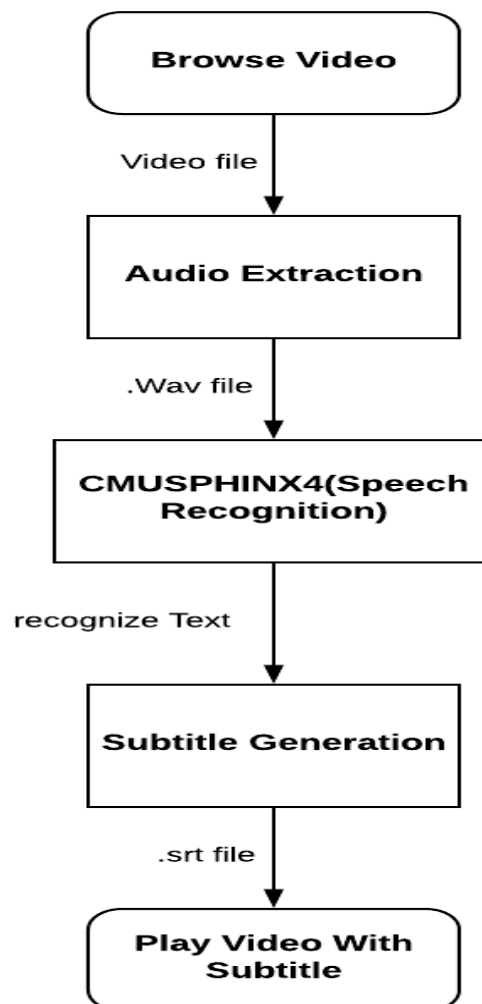 Browse Video
Video file
Audio Extraction
.Wav file
CMUSPHINX4(Speech
Recognition)
recognize Text
Subtitle Generation
.srt file
Play Video With
Subtitle